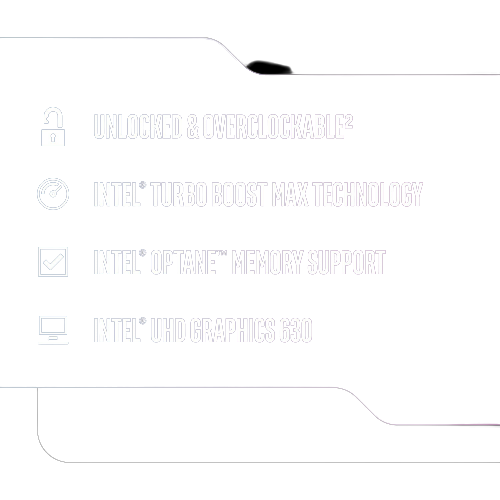 UNLOCKED & OVERCLOCKABLE²
INTEL® TURBO BOOST MAX TECHNOLOGY
INTEL® OPTANE™ MEMORY SUPPORT
INTEL® UHD GRAPHICS 630